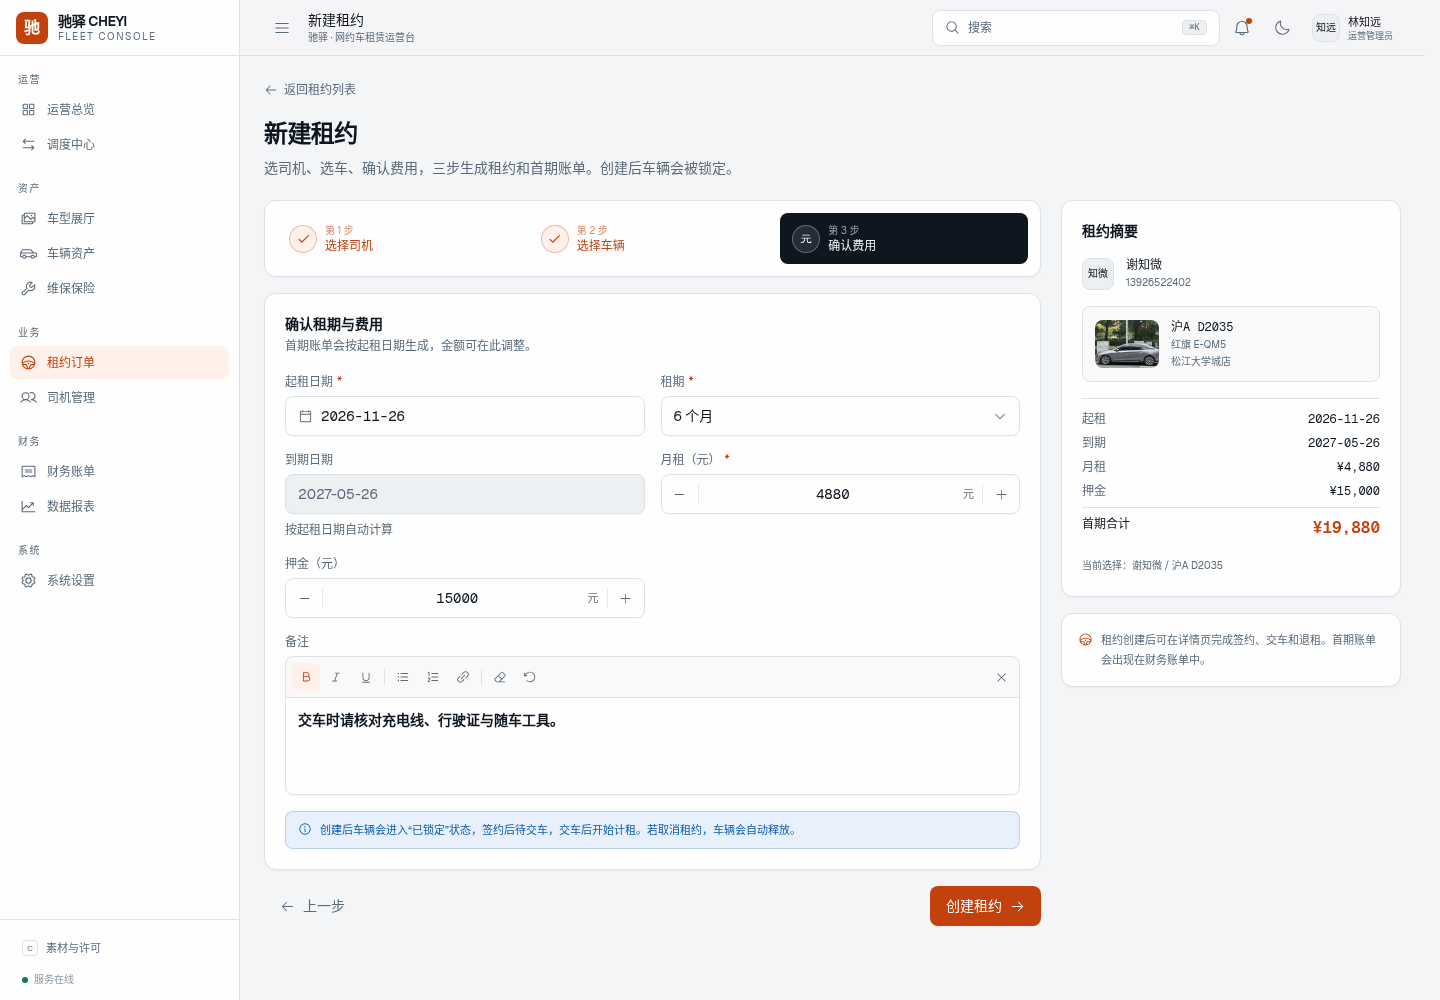 驰
驰驿 CHEYI
FLEET CONSOLE
运营
运营总览
调度中心
资产
车型展厅
车辆资产
维保保险
业务
租约订单
司机管理
财务
财务账单
数据报表
系统
系统设置
C
素材与许可
服务在线
新建租约
驰驿 · 网约车租赁运营台
搜索
⌘K
知远
林知远
运营管理员
返回租约列表
新建租约
选司机、选车、确认费用，三步生成租约和首期账单。创建后车辆会被锁定。
第 1 步
选择司机
第 2 步
选择车辆
元
第 3 步
确认费用
确认租期与费用
首期账单会按起租日期生成，金额可在此调整。
起租日期 *
2026-11-26
租期 *
6 个月
到期日期
2027-05-26
按起租日期自动计算
月租（元） *
4880
元
押金（元）
15000
元
备注
B I U
交车时请核对充电线、行驶证与随车工具。
创建后车辆会进入“已锁定”状态，签约后待交车，交车后开始计租。若取消租约，车辆会自动释放。
上一步
创建租约
租约摘要
知微
谢知微
13926522402
沪A D2035
红旗 E-QM5
松江大学城店
起租 2026-11-26
到期 2027-05-26
月租 ¥4,880
押金 ¥15,000
首期合计 ¥19,880
当前选择：谢知微 / 沪A D2035
租约创建后可在详情页完成签约、交车和退租。首期账单
会出现在财务账单中。